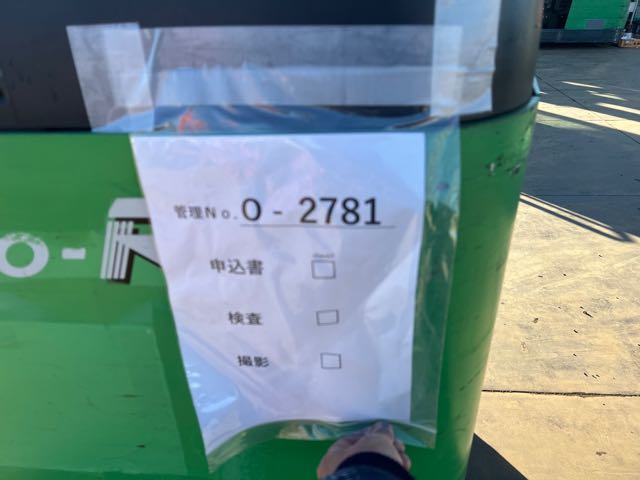 管理No.O - 2781
申込書 □
検査 □
撮影 □
o-R